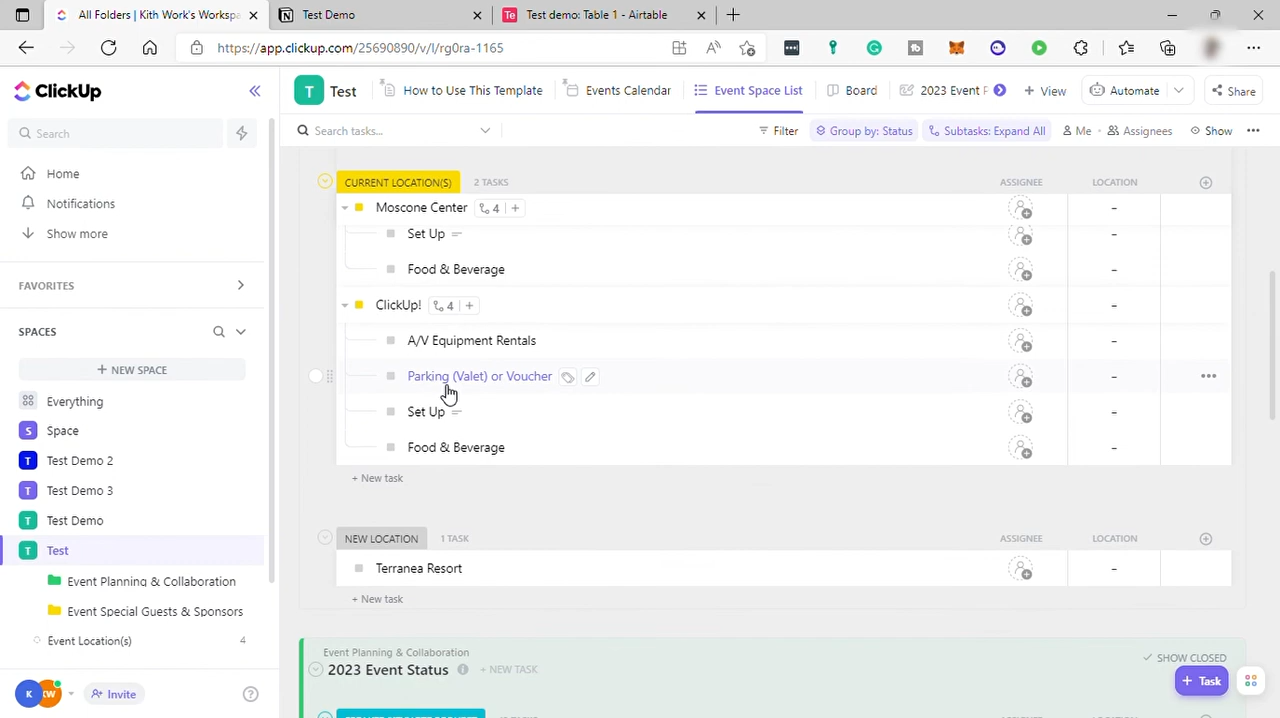 All Folders | Kith Work's Workspa
Test Demo
Test demo: Table 1 - Airtable
https://app.clickup.com/25690890/v/l/rg0ra-1165
ClickUp
Search
Home
Notifications
Show more
FAVORITES
SPACES
+ NEW SPACE
Everything
S Space
T Test Demo 2
T Test Demo 3
T Test Demo
T Test
Event Planning & Collaboration
Event Special Guests & Sponsors
Event Location(s) 4
K KW Invite
T Test
How to Use This Template
Events Calendar
Event Space List
Board
2023 Event
+ View
Automate
Share
Search tasks...
Filter
Group by: Status
Subtasks: Expand All
Me
Assignees
Show
CURRENT LOCATION(S) 2 TASKS ASSIGNEE LOCATION
Moscone Center 4 + –
Set Up –
Food & Beverage –
ClickUp! 4 + –
A/V Equipment Rentals –
Parking (Valet) or Voucher –
Set Up –
Food & Beverage –
+ New task
NEW LOCATION 1 TASK ASSIGNEE LOCATION
Terranea Resort –
+ New task
Event Planning & Collaboration
SHOW CLOSED
2023 Event Status + NEW TASK
+ Task